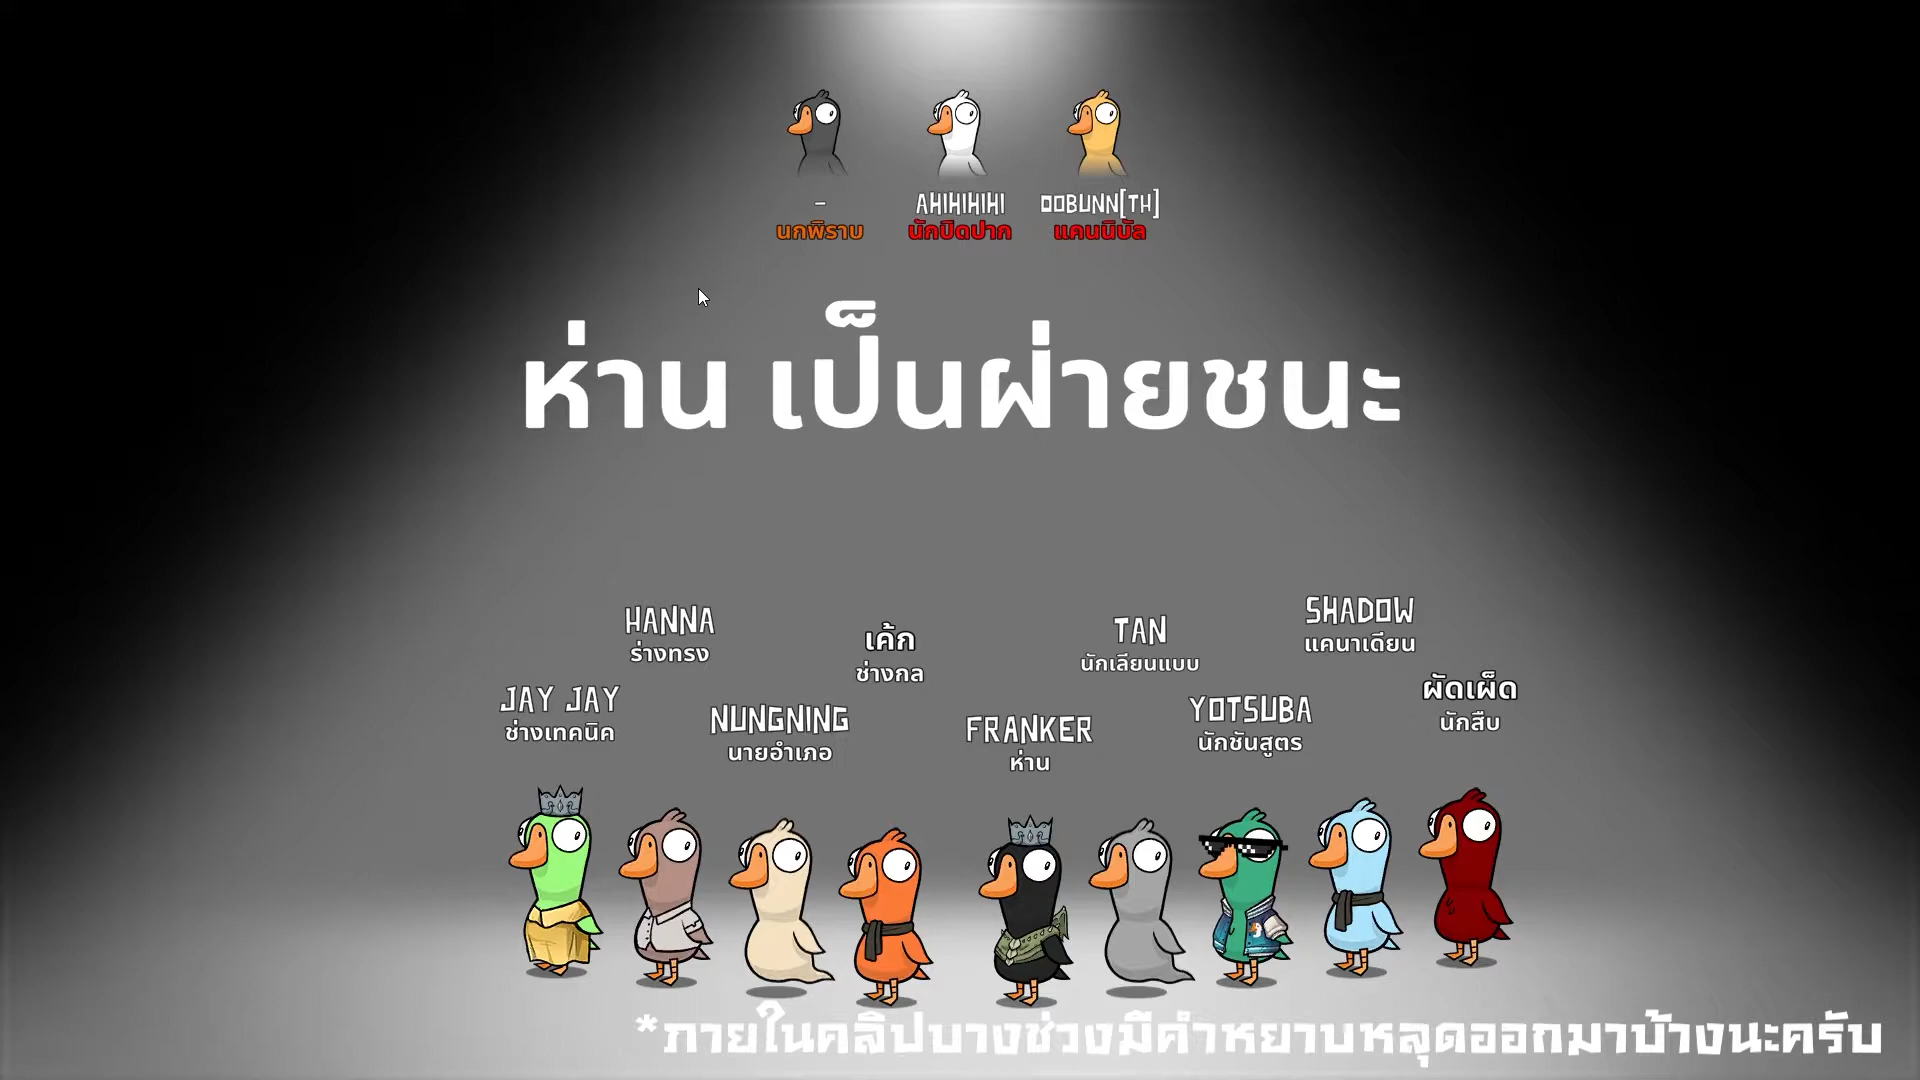 -
นกพิราบ
AHIHIHIHI
นักปิดปาก
OOBUNN[TH]
แคนนิบัล
ห่าน เป็นฝ่ายชนะ
JAY JAY
ช่างเทคนิค
HANNA
ร่างทรง
NUNGNING
นายอำเภอ
เค้ก
ช่างกล
FRANKER
ห่าน
TAN
นักเลียนแบบ
YOTSUBA
นักชันสูตร
SHADOW
แคนาเดียน
ผัดเผ็ด
นักสืบ
*ภายในคลิปบางช่วงมีคำหยาบหลุดออกมาบ้างนะครับ